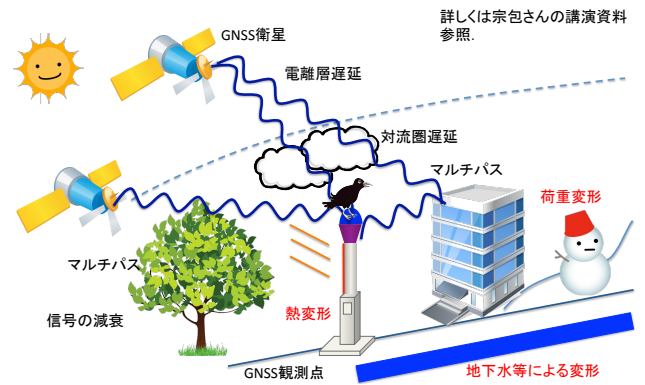 詳しくは宗包さんの講演資料
参照.
GNSS衛星
電離層遅延
対流圏遅延
マルチパス
荷重変形
マルチパス
信号の減衰
熱変形
GNSS観測点
地下水等による変形